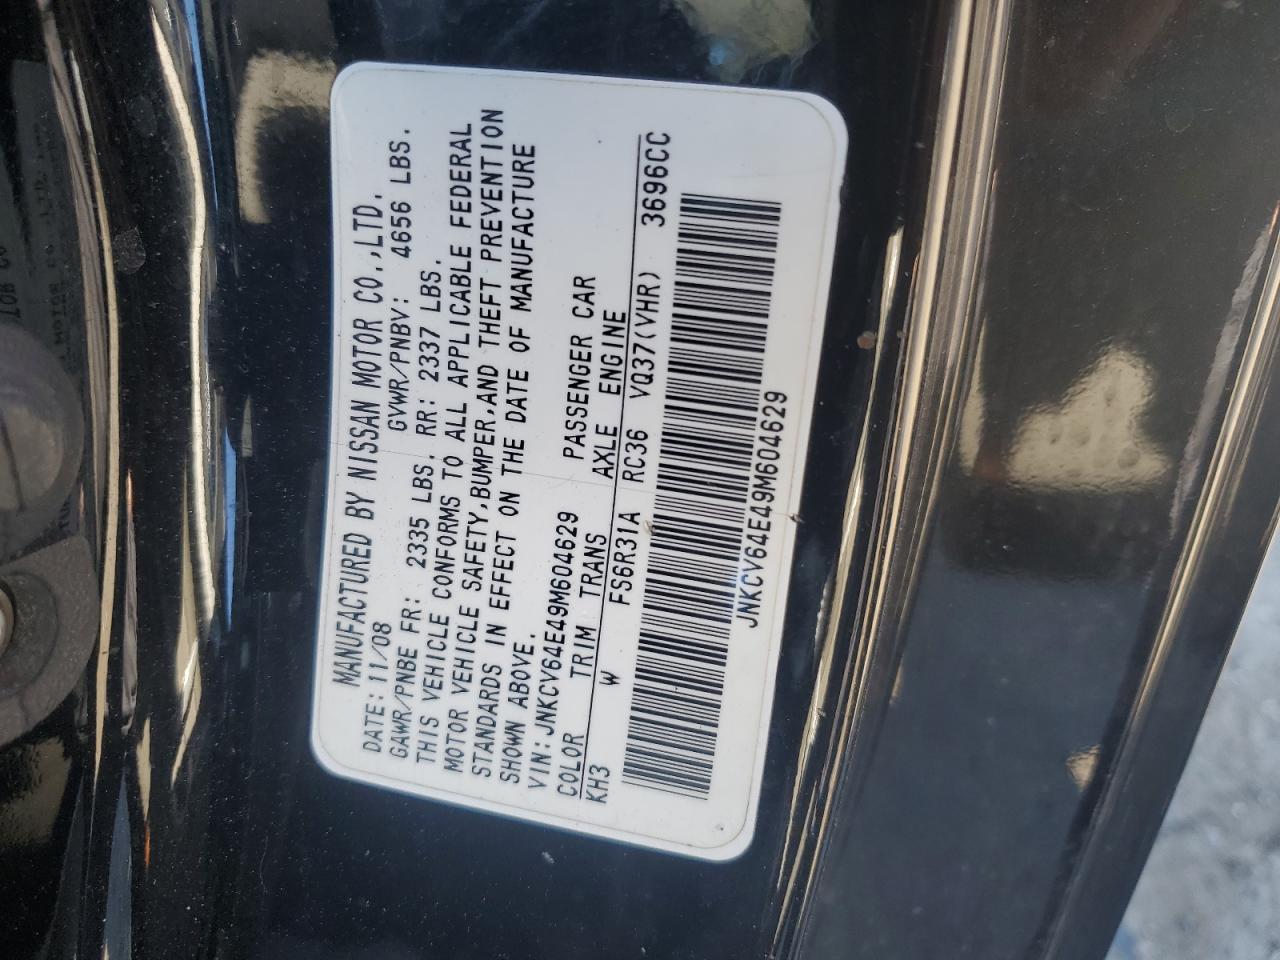 MANUFACTURED BY NISSAN MOTOR CO.,LTD.
DATE: 11/08 GVWR/PNBV: 4656 LBS.
GAWR/PNBE FR: 2335 LBS. RR: 2337 LBS.
THIS VEHICLE CONFORMS TO ALL APPLICABLE FEDERAL
MOTOR VEHICLE SAFETY,BUMPER,AND THEFT PREVENTION
STANDARDS IN EFFECT ON THE DATE OF MANUFACTURE
SHOWN ABOVE.
VIN: JNKCV64E49M604629 PASSENGER CAR
COLOR TRIM TRANS AXLE ENGINE
KH3 W FS6R31A RC36 VQ37(VHR) 3696CC
JNKCV64E49M604629